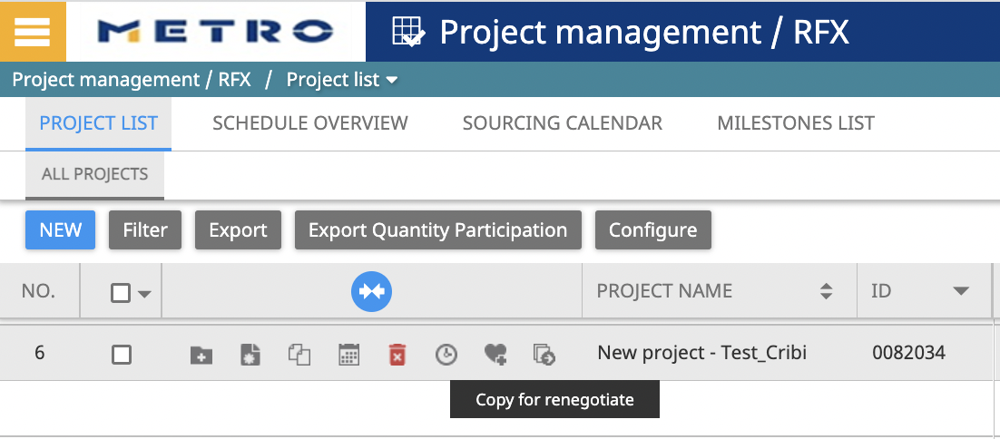 METRO Project management / RFX
Project management / RFX / Project list
PROJECT LIST SCHEDULE OVERVIEW SOURCING CALENDAR MILESTONES LIST
ALL PROJECTS
NEW Filter Export Export Quantity Participation Configure
NO. PROJECT NAME ID
6 New project - Test_Cribi 0082034
Copy for renegotiate